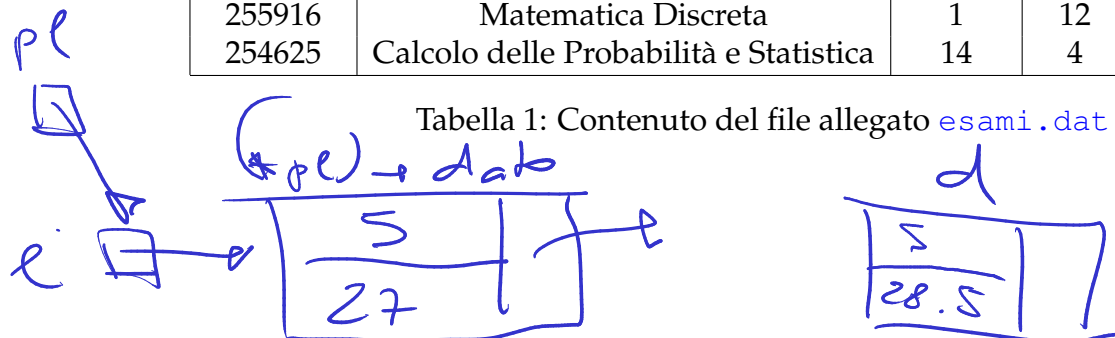 255916 Matematica Discreta 1 12
254625 Calcolo delle Probabilità e Statistica 14 4
Tabella 1: Contenuto del file allegato esami.dat
pl
(*pl) → dato
d
5
27
l
5
28.5